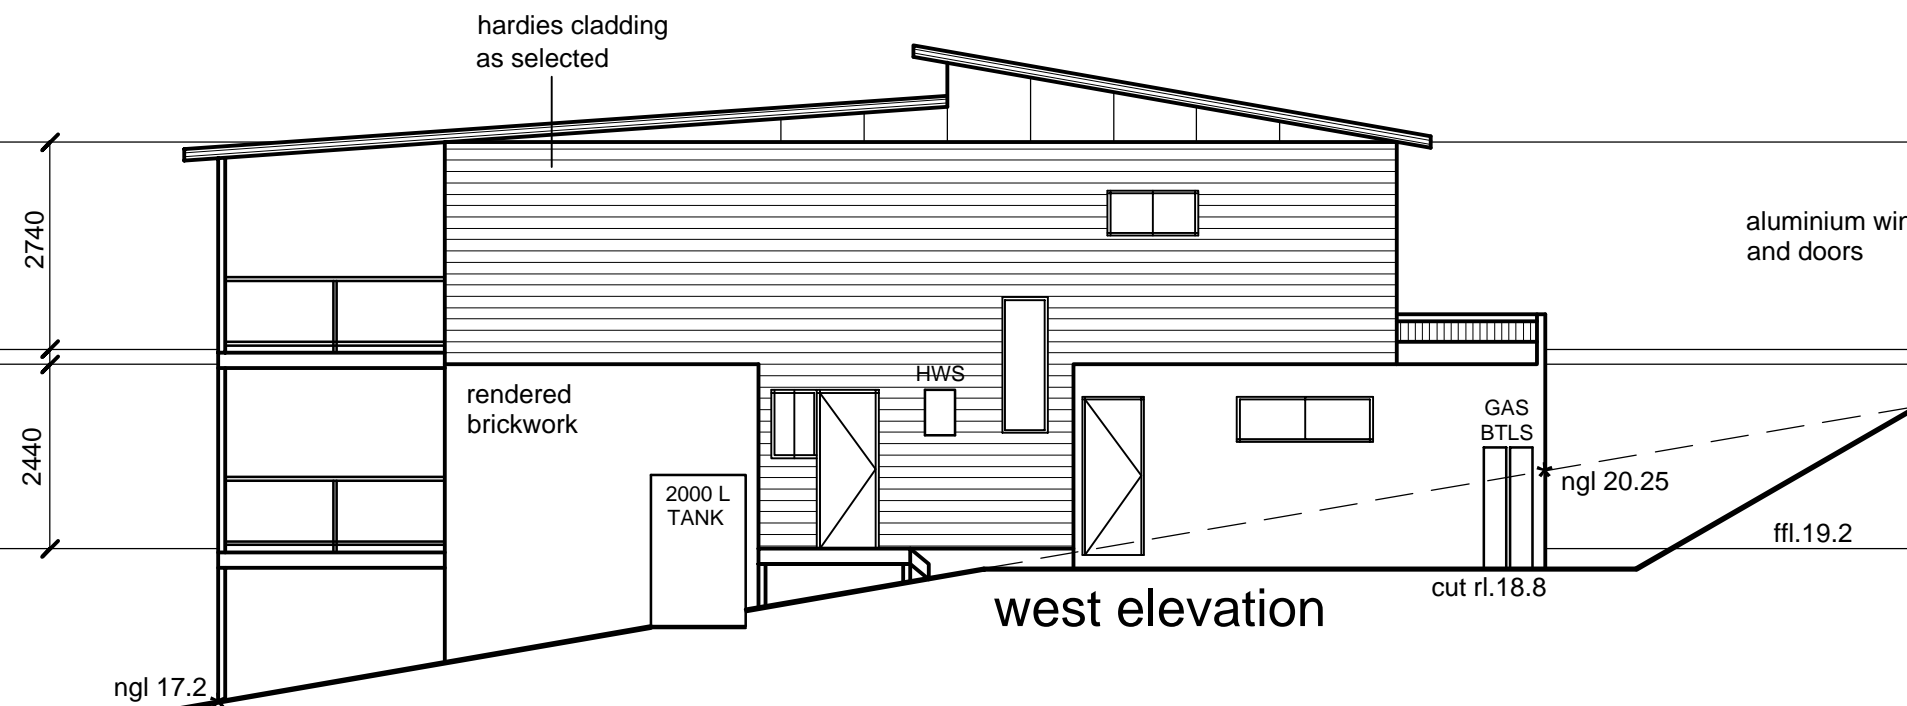 hardies cladding
as selected
2740
aluminium
and doors
HWS
rendered
brickwork
GAS
BTLS
2440
2000 L
TANK
ngl 20.25
ffl.19.2
cut rl.18.8
west elevation
ngl 17.2